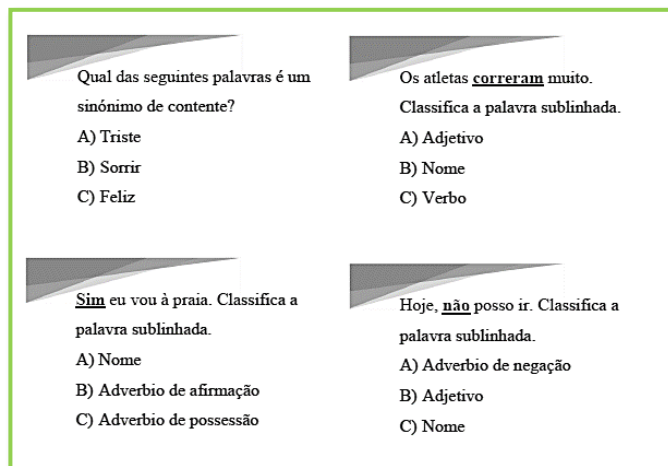 Qual das seguintes palavras é um
sinónimo de contente?
A) Triste
B) Sorrir
C) Feliz
Os atletas correram muito.
Classifica a palavra sublinhada.
A) Adjetivo
B) Nome
C) Verbo
Sim eu vou à praia. Classifica a
palavra sublinhada.
A) Nome
B) Adverbio de afirmação
C) Adverbio de possessão
Hoje, não posso ir. Classifica a
palavra sublinhada.
A) Adverbio de negação
B) Adjetivo
C) Nome